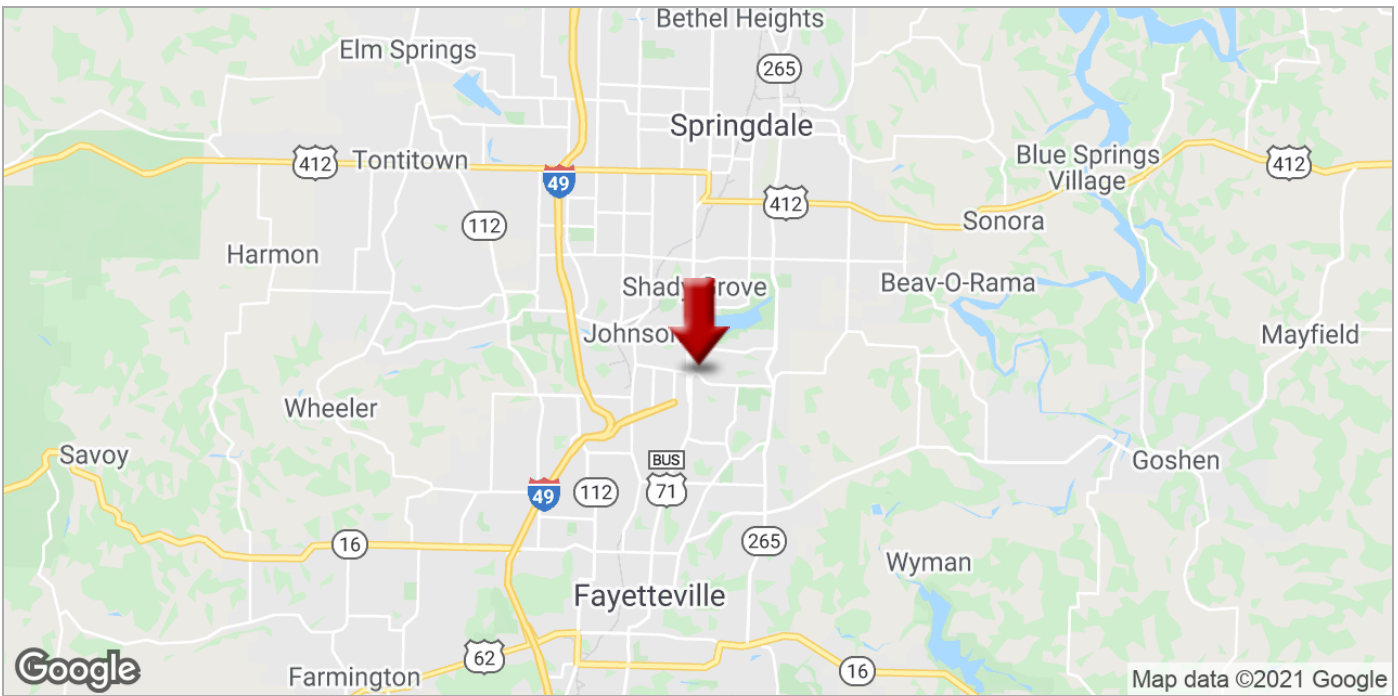 Bethel Heights
Elm Springs
265
Springdale
412
Tontitown
49
Blue Springs
Village
412
412
112
Sonora
Harmon
Shady Grove
Beav-O-Rama
Johnson
Mayfield
Wheeler
Savoy
BUS
71
Goshen
49
112
16
265
Wyman
Fayetteville
62
16
Farmington
Google
Map data ©2021 Google